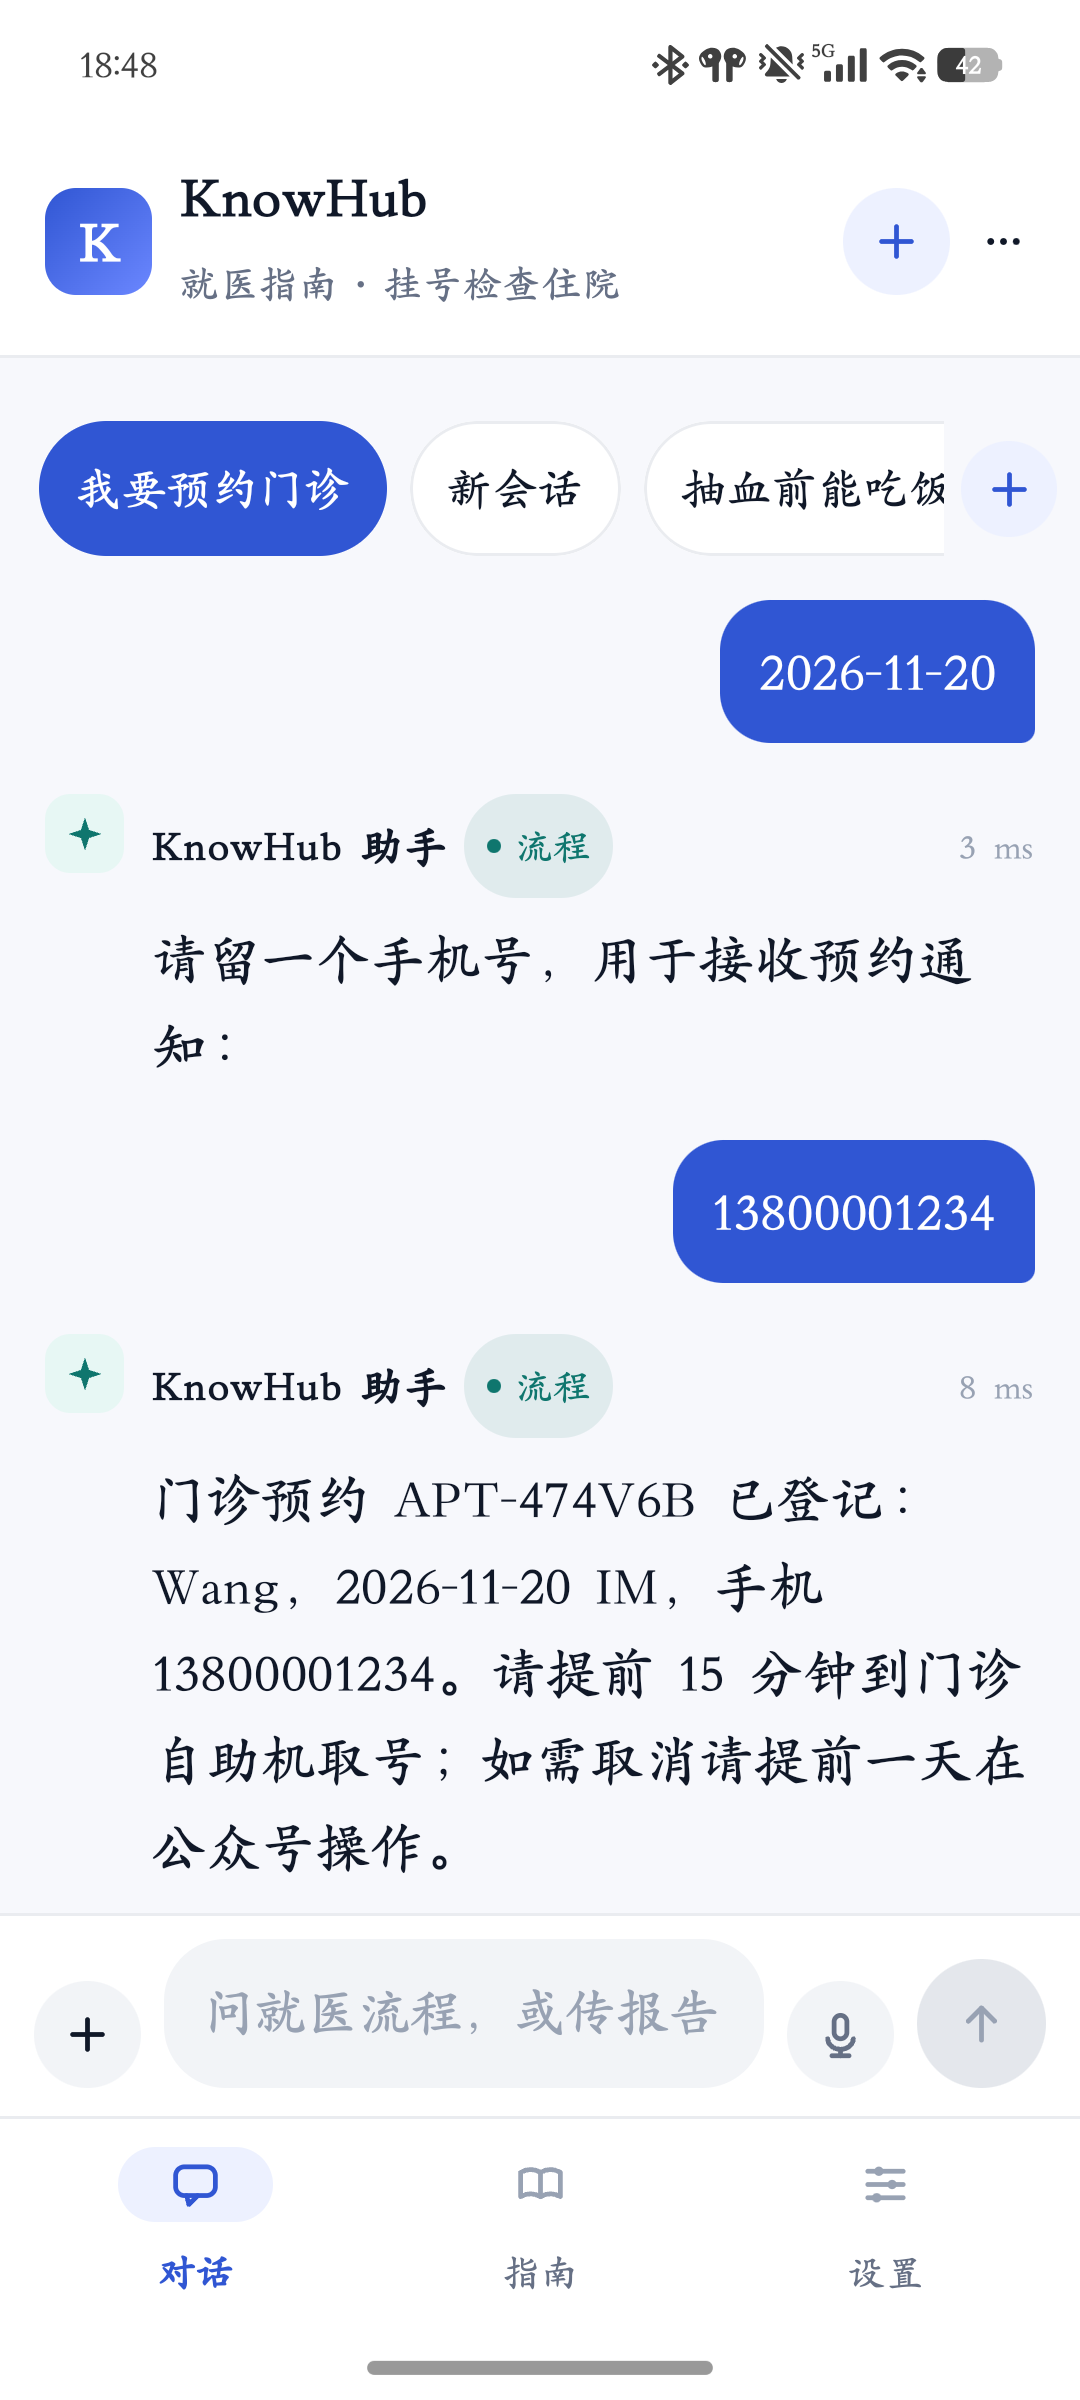 18:48
5G
42
K
KnowHub
就医指南 · 挂号检查住院
我要预约门诊
新会话
抽血前能吃饭
2026-11-20
KnowHub 助手
流程
3 ms
请留一个手机号，用于接收预约通
知：
13800001234
KnowHub 助手
流程
8 ms
门诊预约 APT-474V6B 已登记：
Wang，2026-11-20 IM，手机
13800001234。请提前 15 分钟到门诊
自助机取号；如需取消请提前一天在
公众号操作。
问就医流程，或传报告
对话
指南
设置